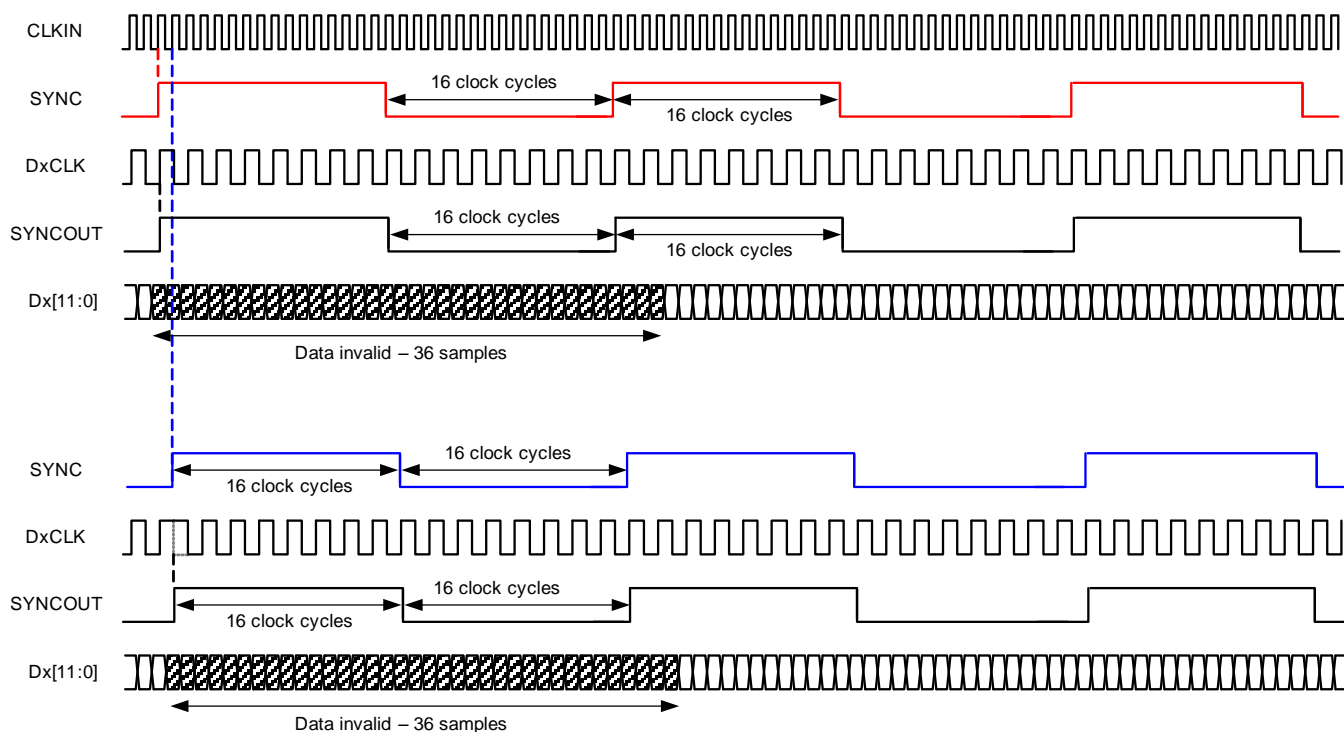 CLKIN
SYNC
16 clock cycles
16 clock cycles
DxCLK
SYNCOUT
16 clock cycles
16 clock cycles
Dx[11:0]
Data invalid – 36 samples
SYNC
16 clock cycles
16 clock cycles
DxCLK
SYNCOUT
16 clock cycles
16 clock cycles
Dx[11:0]
Data invalid – 36 samples